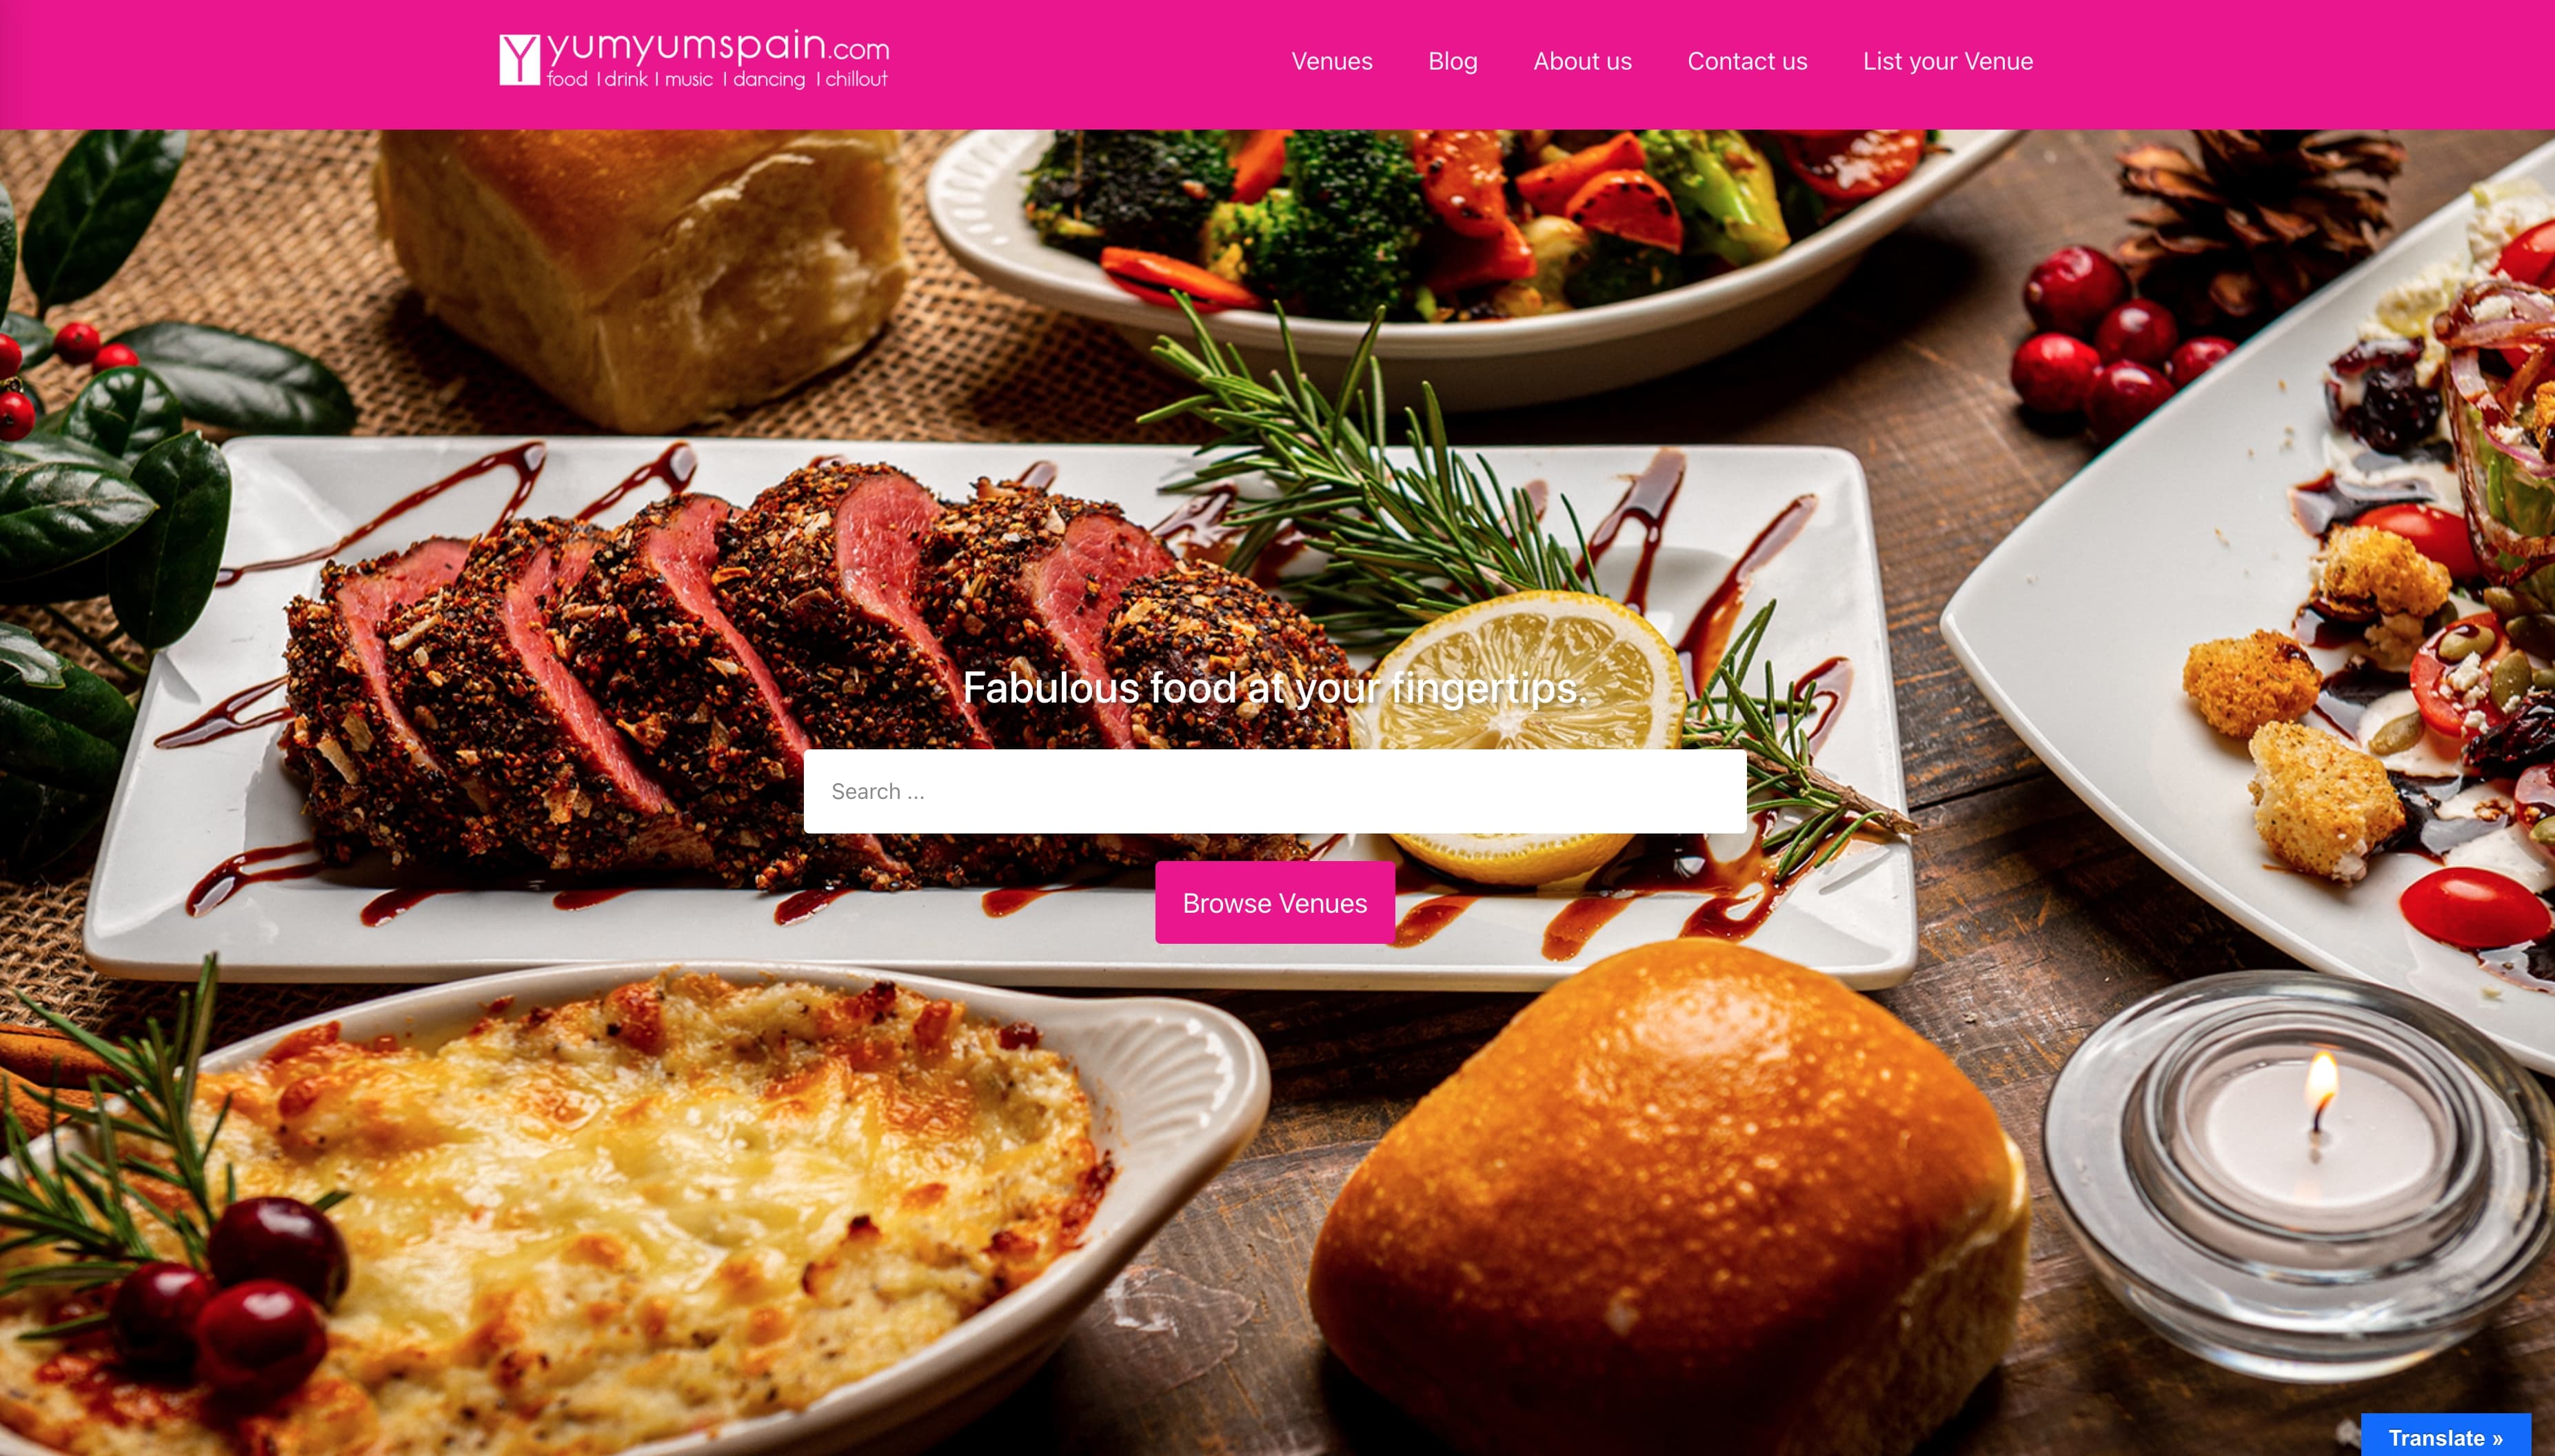 Y yumyumspain.com
food | drink | music | dancing | chillout
Venues
Blog
About us
Contact us
List your Venue
Fabulous food at your fingertips.
Search ...
Browse Venues
Translate »